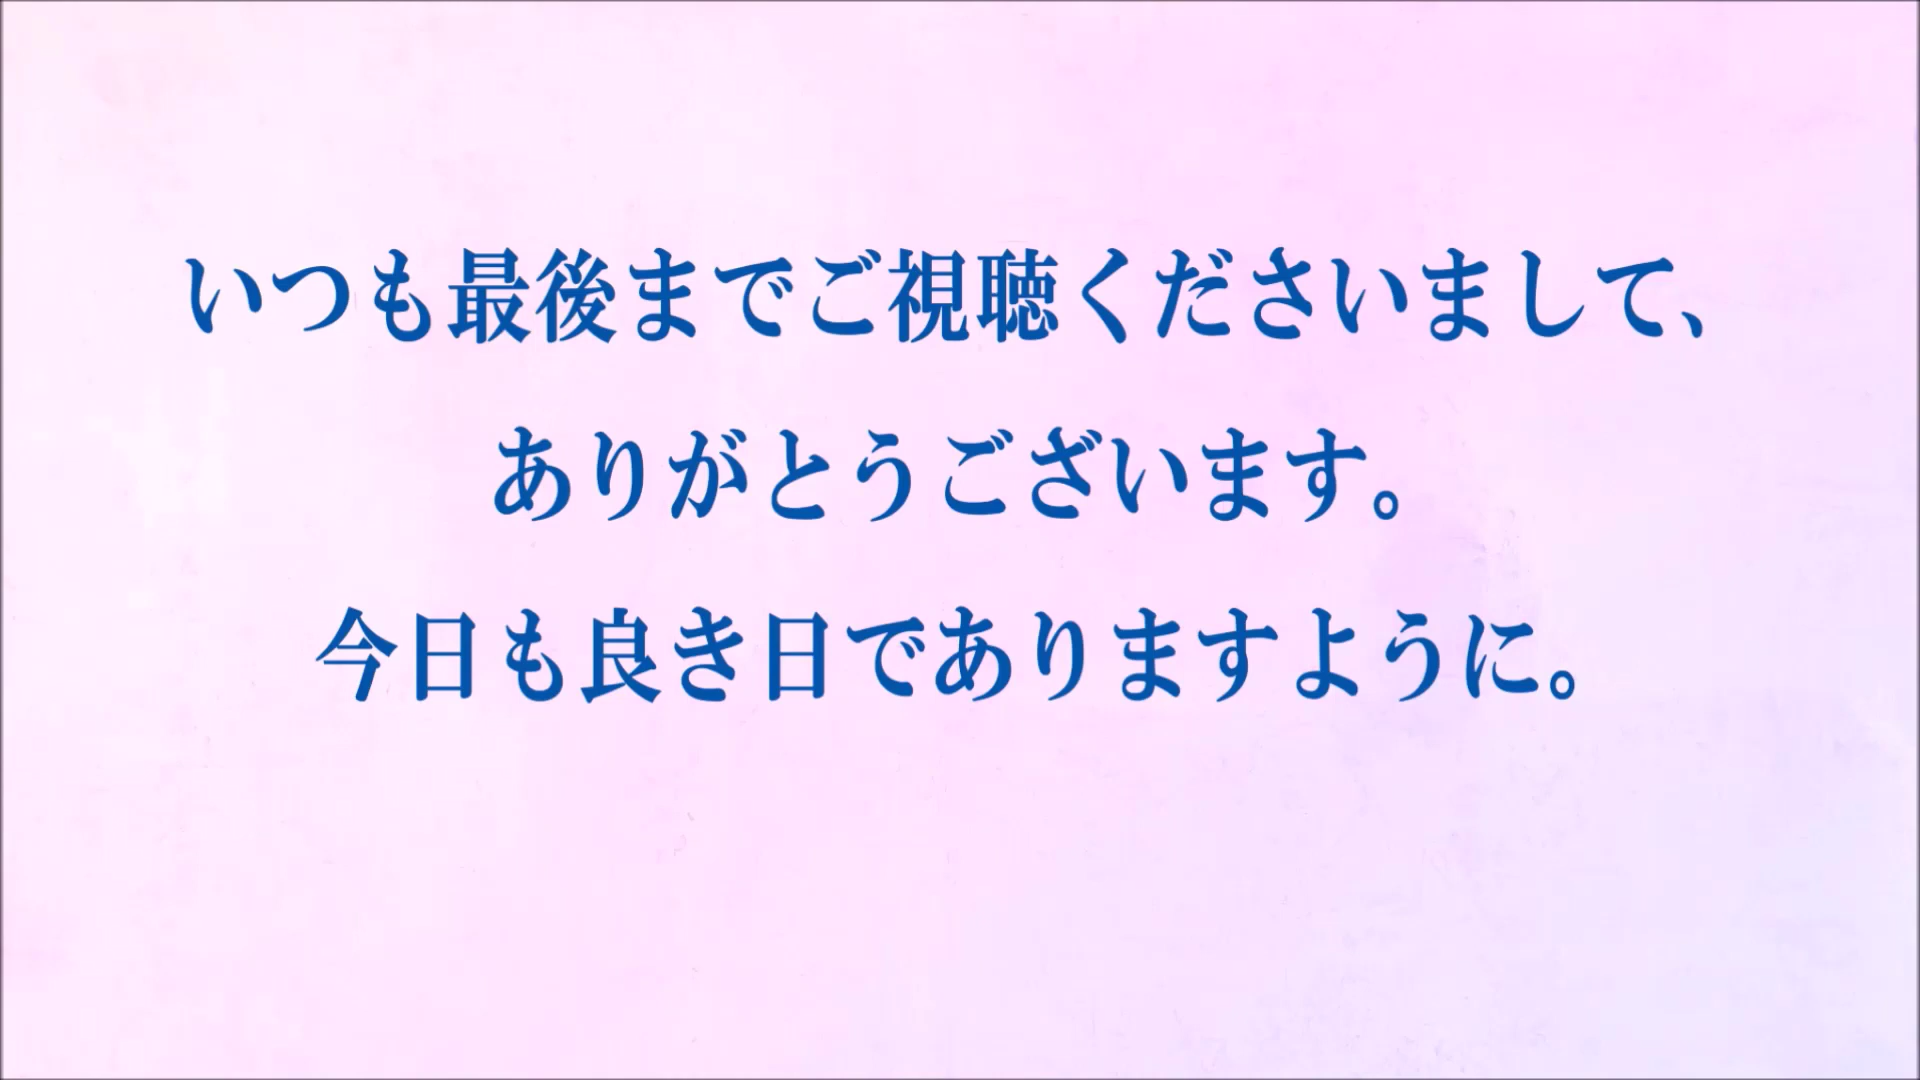 いつも最後までご視聴くださいまして、
ありがとうございます。
今日も良き日でありますように。